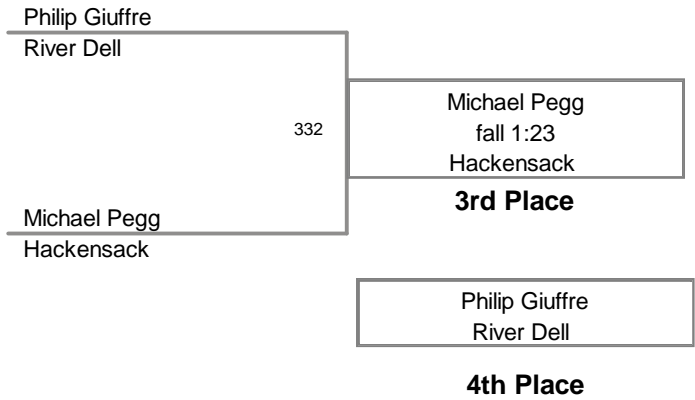 Philip Giuffre
River Dell
332
Michael Pegg
fall 1:23
Hackensack
3rd Place
Michael Pegg
Hackensack
Philip Giuffre
River Dell
4th Place